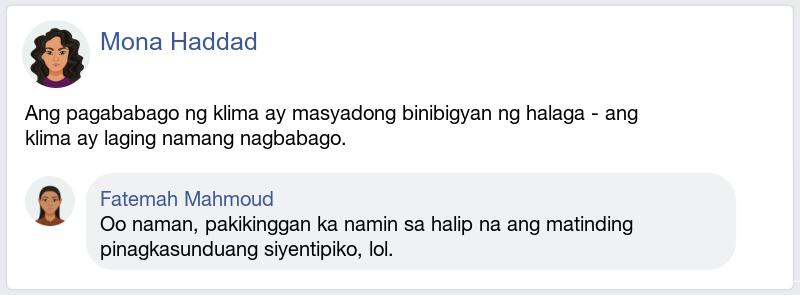 Mona Haddad
Ang pagababago ng klima ay masyadong binibigyan ng halaga - ang
klima ay laging namang nagbabago.
Fatemah Mahmoud
Oo naman, pakikinggan ka namin sa halip na ang matinding
pinagkasunduang siyentipiko, lol.